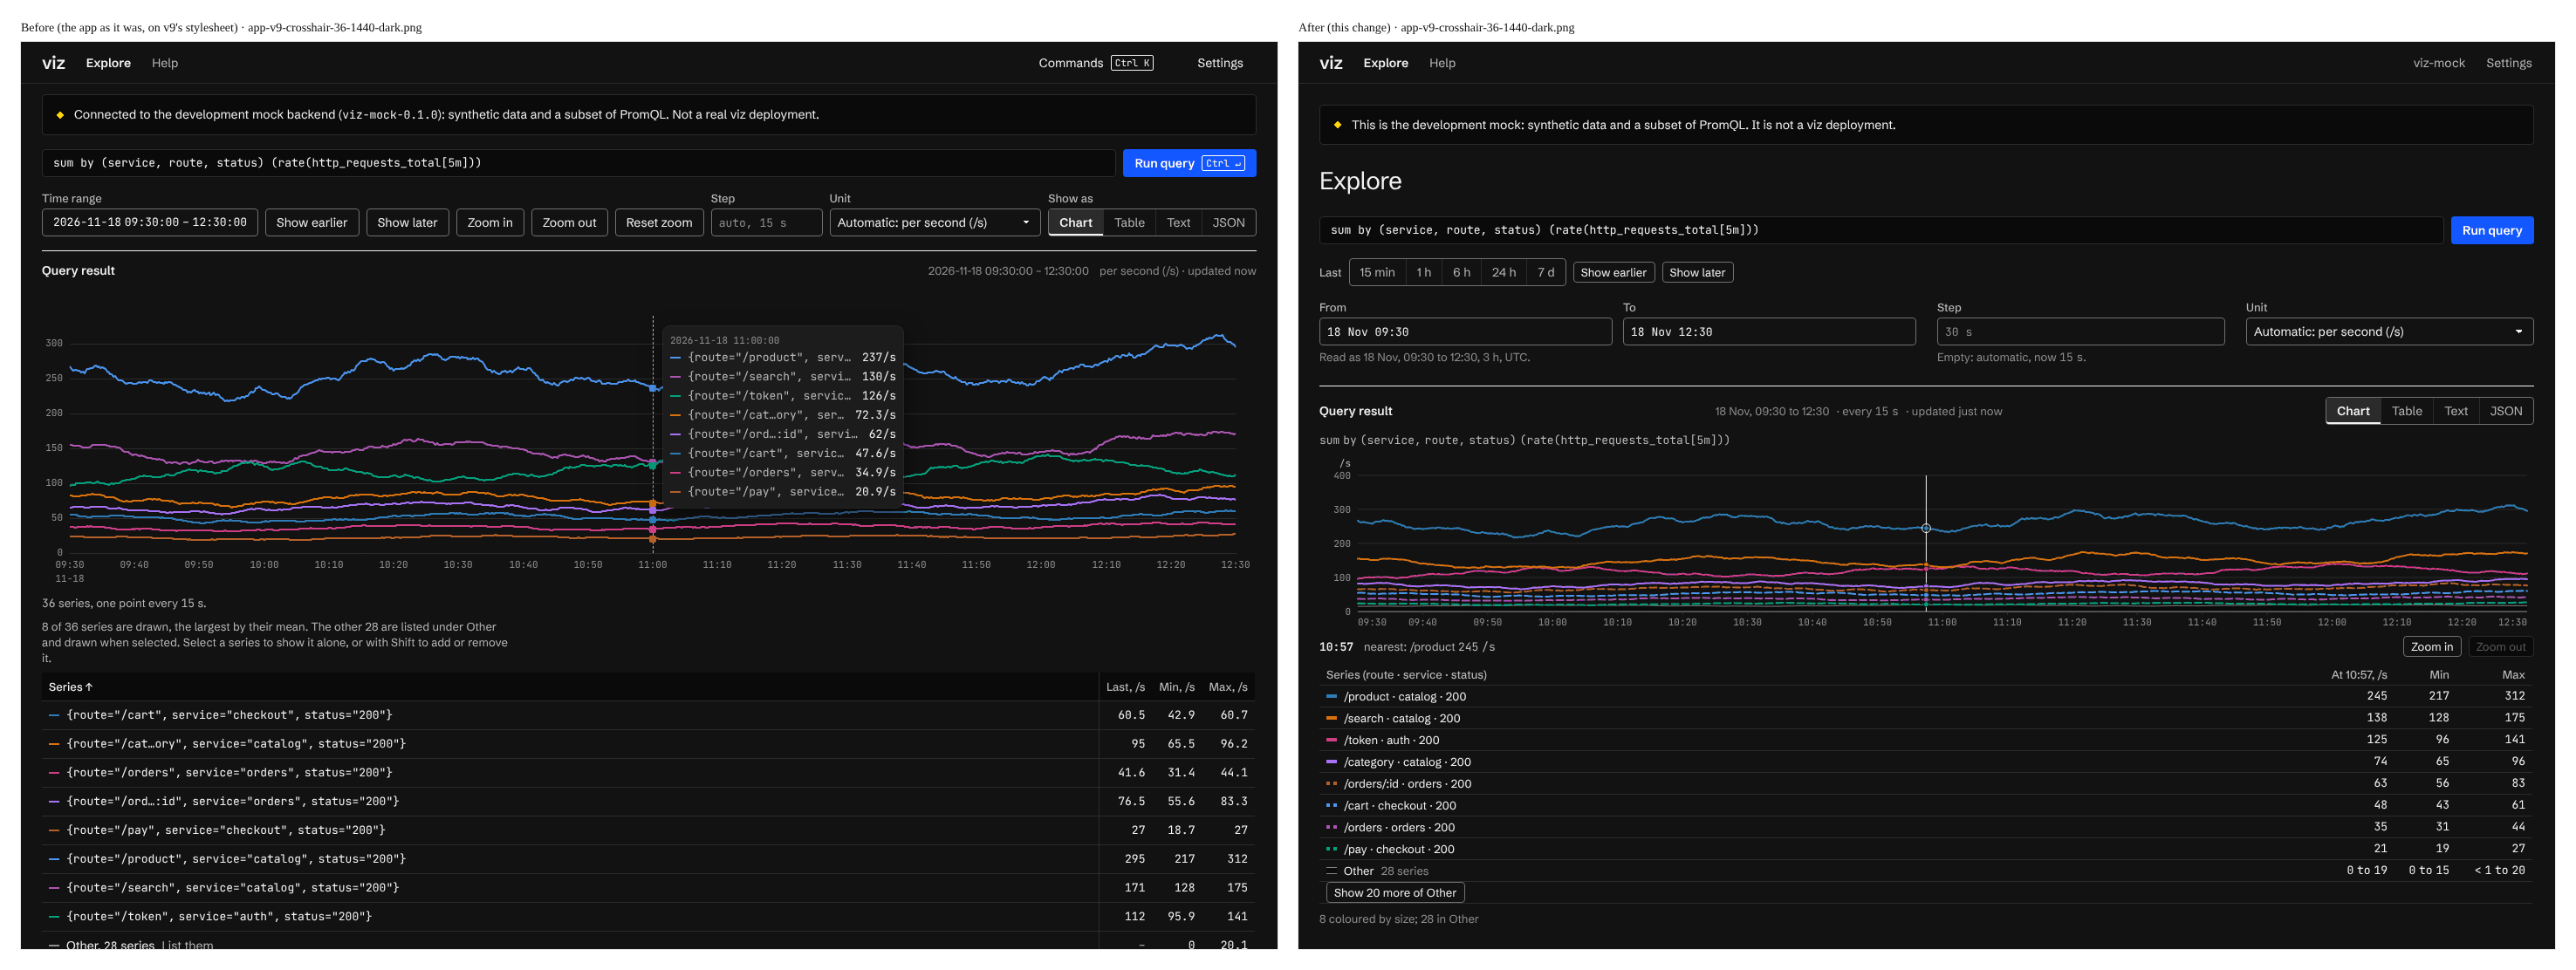 Before (the app as it was, on v9's stylesheet) · app-v9-crosshair-36-1440-dark.png
viz Explore Help Commands Ctrl K Settings
Connected to the development mock backend (viz-mock-0.1.0): synthetic data and a subset of PromQL. Not a real viz deployment.
sum by (service, route, status) (rate(http_requests_total[5m])) Run query Ctrl ↵
Time range Step Unit Show as
2026-11-18 09:30:00 – 12:30:00 Show earlier Show later Zoom in Zoom out Reset zoom auto, 15 s Automatic: per second (/s) Chart Table Text JSON
Query result 2026-11-18 09:30:00 – 12:30:00 per second (/s) · updated now
2026-11-18 11:00:00
{route="/product", serv… 237/s
{route="/search", servi… 130/s
{route="/token", servic… 126/s
{route="/cat…ory", ser… 72.3/s
{route="/ord…:id", servi… 62/s
{route="/cart", servic… 47.6/s
{route="/orders", serv… 34.9/s
{route="/pay", service… 20.9/s
300
250
200
150
100
50
0
09:30 09:40 09:50 10:00 10:10 10:20 10:30 10:40 10:50 11:00 11:10 11:20 11:30 11:40 11:50 12:00 12:10 12:20 12:30
11-18
36 series, one point every 15 s.
8 of 36 series are drawn, the largest by their mean. The other 28 are listed under Other
and drawn when selected. Select a series to show it alone, or with Shift to add or remove
it.
Series ↑ Last, /s Min, /s Max, /s
{route="/cart", service="checkout", status="200"} 60.5 42.9 60.7
{route="/cat…ory", service="catalog", status="200"} 95 65.5 96.2
{route="/orders", service="orders", status="200"} 41.6 31.4 44.1
{route="/ord…:id", service="orders", status="200"} 76.5 55.6 83.3
{route="/pay", service="checkout", status="200"} 27 18.7 27
{route="/product", service="catalog", status="200"} 295 217 312
{route="/search", service="catalog", status="200"} 171 128 175
{route="/token", service="auth", status="200"} 112 95.9 141
Other, 28 series List them – 0 20.1
After (this change) · app-v9-crosshair-36-1440-dark.png
viz Explore Help viz-mock Settings
This is the development mock: synthetic data and a subset of PromQL. It is not a viz deployment.
Explore
sum by (service, route, status) (rate(http_requests_total[5m])) Run query
Last 15 min 1 h 6 h 24 h 7 d Show earlier Show later
From To Step Unit
18 Nov 09:30 18 Nov 12:30 30 s Automatic: per second (/s)
Read as 18 Nov, 09:30 to 12:30, 3 h, UTC. Empty: automatic, now 15 s.
Query result 18 Nov, 09:30 to 12:30 · every 15 s · updated just now Chart Table Text JSON
sum by (service, route, status) (rate(http_requests_total[5m]))
/s
400
300
200
100
0
09:30 09:40 09:50 10:00 10:10 10:20 10:30 10:40 10:50 11:00 11:10 11:20 11:30 11:40 11:50 12:00 12:10 12:20 12:30
10:57 nearest: /product 245 /s Zoom in Zoom out
Series (route · service · status) At 10:57, /s Min Max
/product · catalog · 200 245 217 312
/search · catalog · 200 138 128 175
/token · auth · 200 125 96 141
/category · catalog · 200 74 65 96
/orders/:id · orders · 200 63 56 83
/cart · checkout · 200 48 43 61
/orders · orders · 200 35 31 44
/pay · checkout · 200 21 19 27
Other 28 series 0 to 19 0 to 15 < 1 to 20
Show 20 more of Other
8 coloured by size; 28 in Other